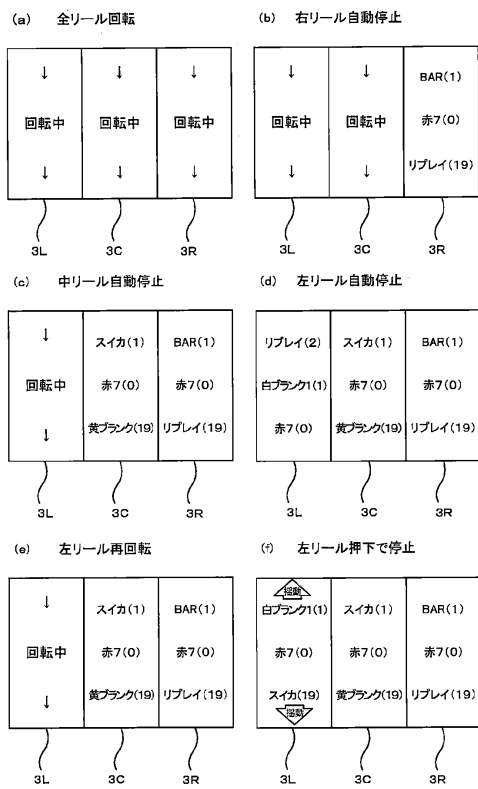 (a) 全リール回転
↓ ↓ ↓
回転中 回転中 回転中
↓ ↓ ↓
3L 3C 3R
(b) 右リール自動停止
↓ ↓ BAR(1)
回転中 回転中 赤7(0)
↓ ↓ リプレイ(19)
3L 3C 3R
(c) 中リール自動停止
↓ スイカ(1) BAR(1)
回転中 赤7(0) 赤7(0)
↓ 黄ブランク(19) リプレイ(19)
3L 3C 3R
(d) 左リール自動停止
リプレイ(2) スイカ(1) BAR(1)
白ブランク1(1) 赤7(0) 赤7(0)
赤7(0) 黄ブランク(19) リプレイ(19)
3L 3C 3R
(e) 左リール再回転
↓ スイカ(1) BAR(1)
回転中 赤7(0) 赤7(0)
↓ 黄ブランク(19) リプレイ(19)
3L 3C 3R
(f) 左リール押下で停止
揺動
白ブランク1(1) スイカ(1) BAR(1)
赤7(0) 赤7(0) 赤7(0)
スイカ(19) 黄ブランク(19) リプレイ(19)
揺動
3L 3C 3R